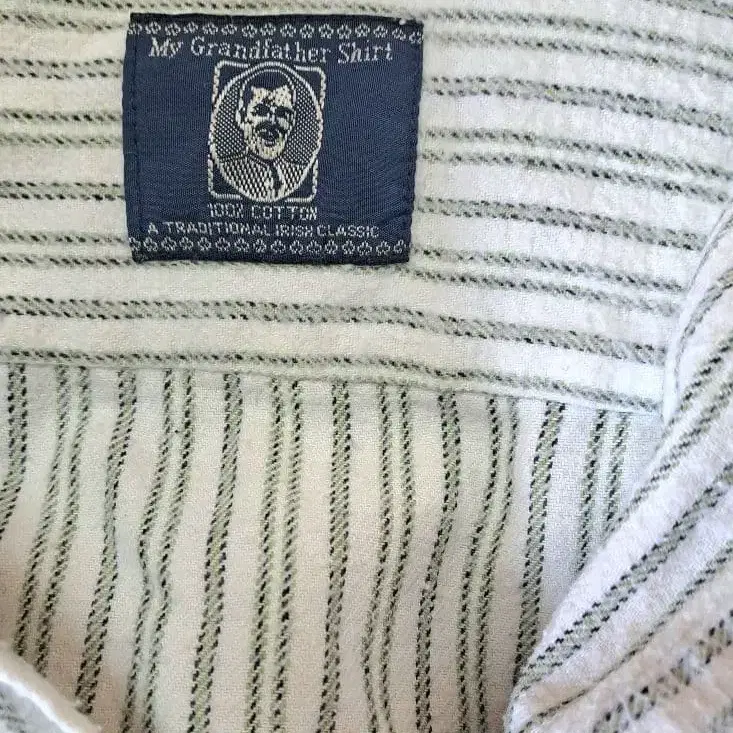 My Grandfather Shirt
100% COTTON
A TRADITIONAL IRISH CLASSIC